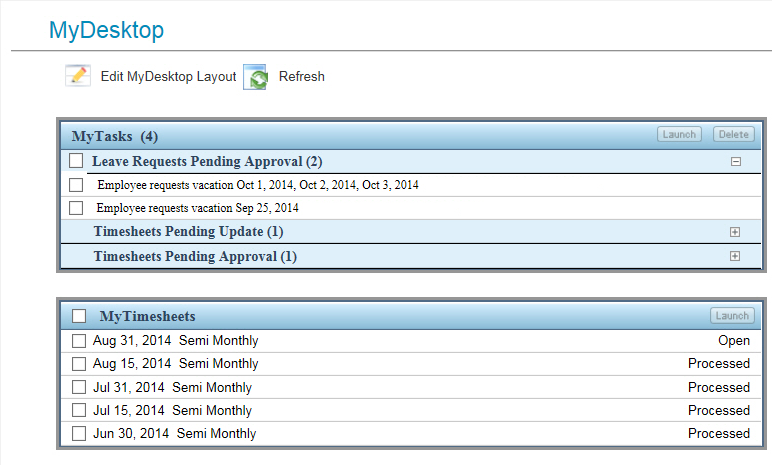 MyDesktop
Edit MyDesktop Layout Refresh
MyTasks (4) Launch Delete
Leave Requests Pending Approval (2)
Employee requests vacation Oct 1, 2014, Oct 2, 2014, Oct 3, 2014
Employee requests vacation Sep 25, 2014
Timesheets Pending Update (1)
Timesheets Pending Approval (1)
MyTimesheets Launch
Aug 31, 2014 Semi Monthly Open
Aug 15, 2014 Semi Monthly Processed
Jul 31, 2014 Semi Monthly Processed
Jul 15, 2014 Semi Monthly Processed
Jun 30, 2014 Semi Monthly Processed